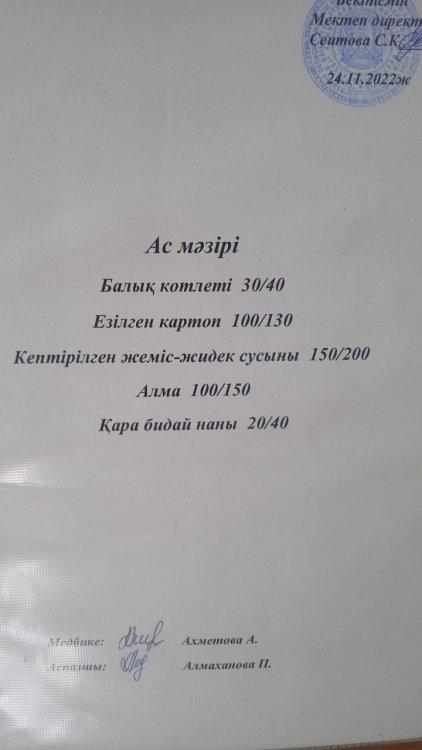 Бекітемін
Мектеп директ
Сеитова С.К
24.11.2022ж
Ас мәзірі
Балық котлеті 30/40
Езілген картоп 100/130
Кептірілген жеміс-жидек сусыны 150/200
Алма 100/150
Қара бидай наны 20/40
Медбике: Ахметова А.
Аспазшы: Алмаханова П.